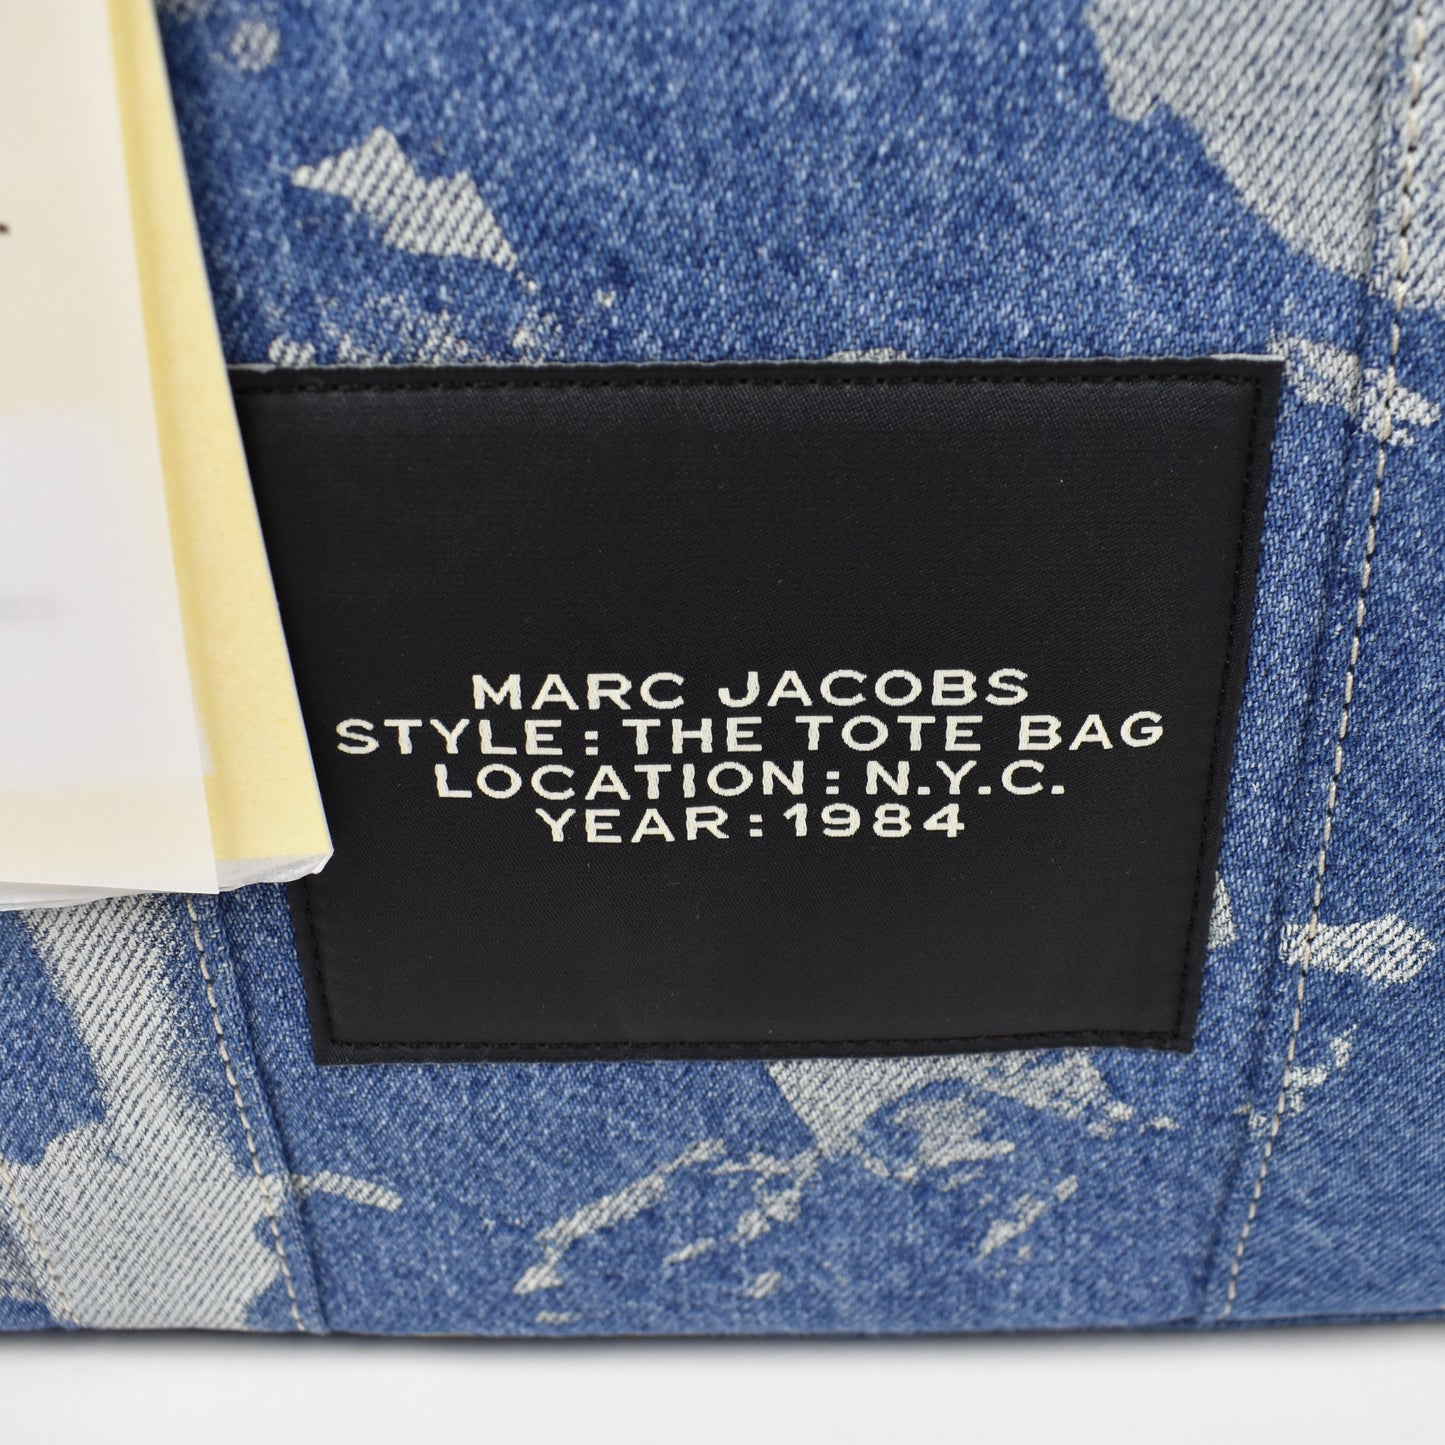 MARC JACOBS
STYLE: THE TOTE BAG
LOCATION: N.Y.C.
YEAR: 1984